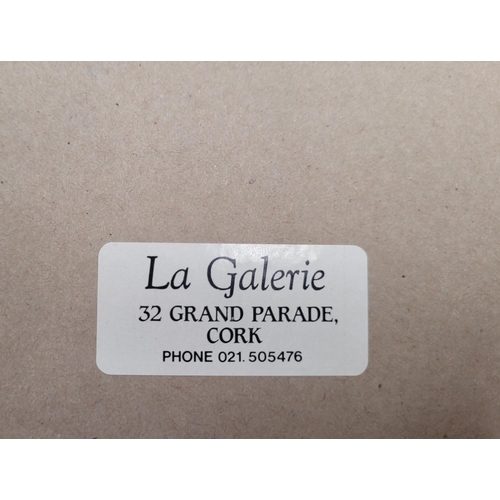 La Galerie
32 GRAND PARADE,
CORK
PHONE 021. 505476